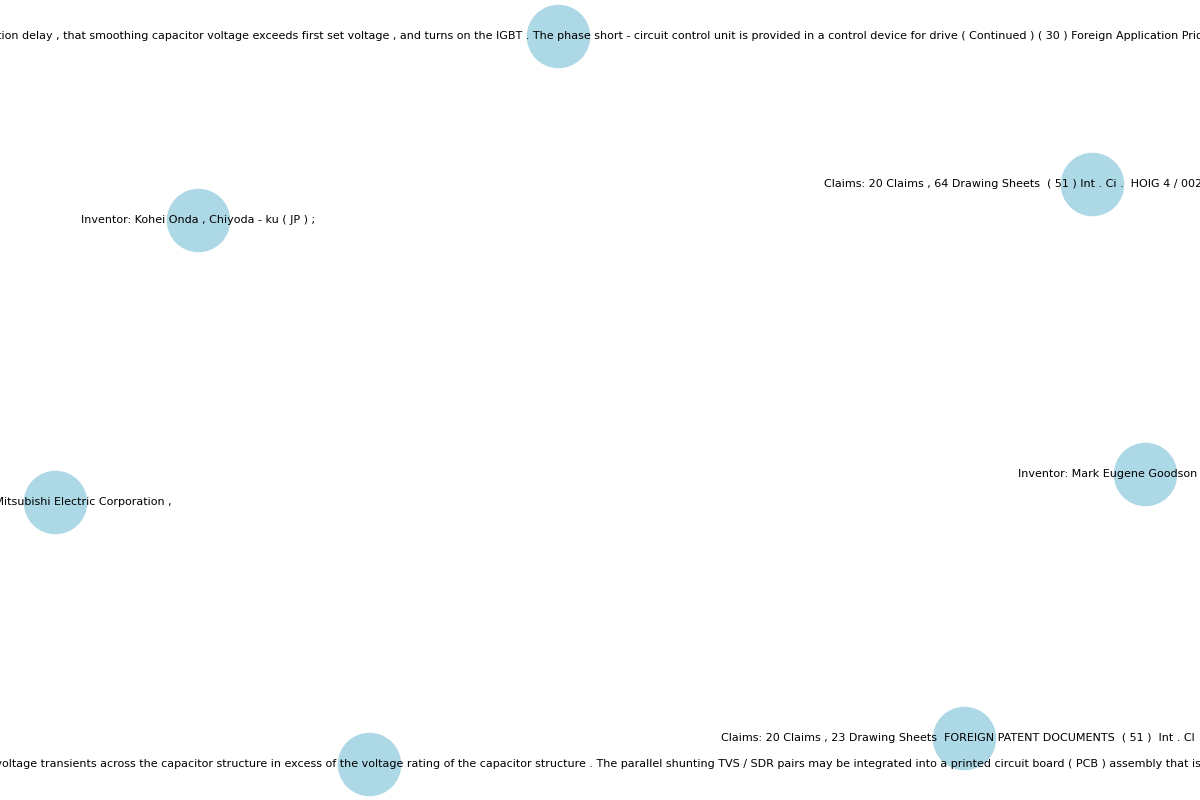 tion delay , that smoothing capacitor voltage exceeds first set voltage , and turns on the IGBT . The phase short - circuit control unit is provided in a control device for drive ( Continued ) ( 30 ) Foreign Application
Claims: 20 Claims , 64 Drawing Sheets ( 51 ) Int . Ci . HOIG 4 / 002
Inventor: Kohei Onda , Chiyoda - ku ( JP ) ;
Inventor: Mark Eugene Goodson
Mitsubishi Electric Corporation ,
Claims: 20 Claims , 23 Drawing Sheets FOREIGN PATENT DOCUMENTS ( 51 ) Int . Cl
voltage transients across the capacitor structure in excess of the voltage rating of the capacitor structure . The parallel shunting TVS / SDR pairs may be integrated into a printed circuit board ( PCB ) assembly that is